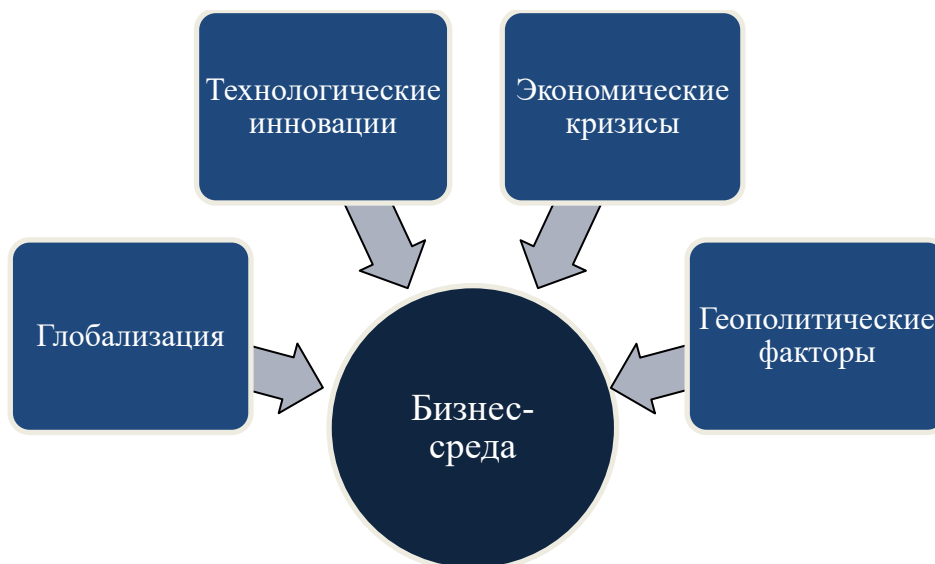 Технологические
инновации
Экономические
кризисы
Глобализация
Геополитические
факторы
Бизнес-
среда